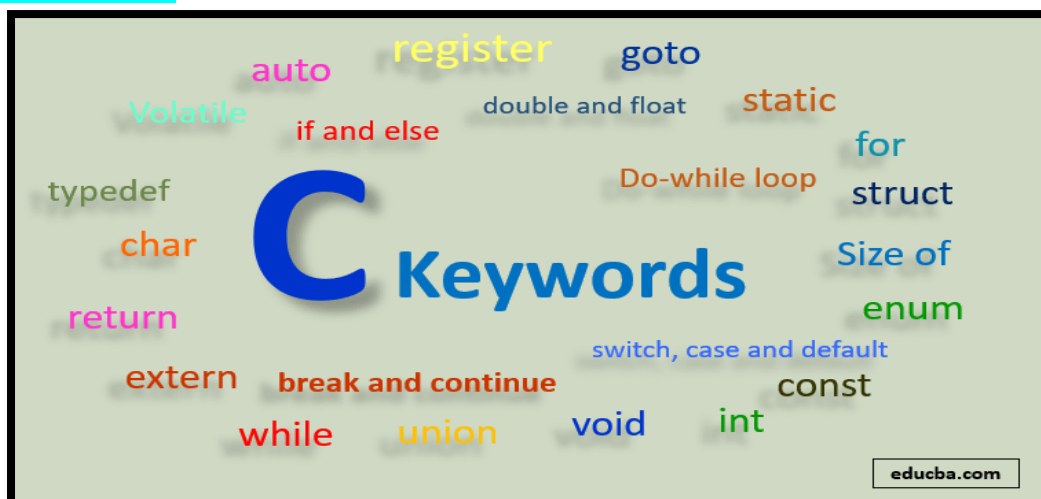 register
goto
auto
double and float
static
Volatile
if and else
for
Do-while loop
typedef
struct
char
Size of
C Keywords
return
enum
switch, case and default
extern
break and continue
const
while
union
void
int
educba.com